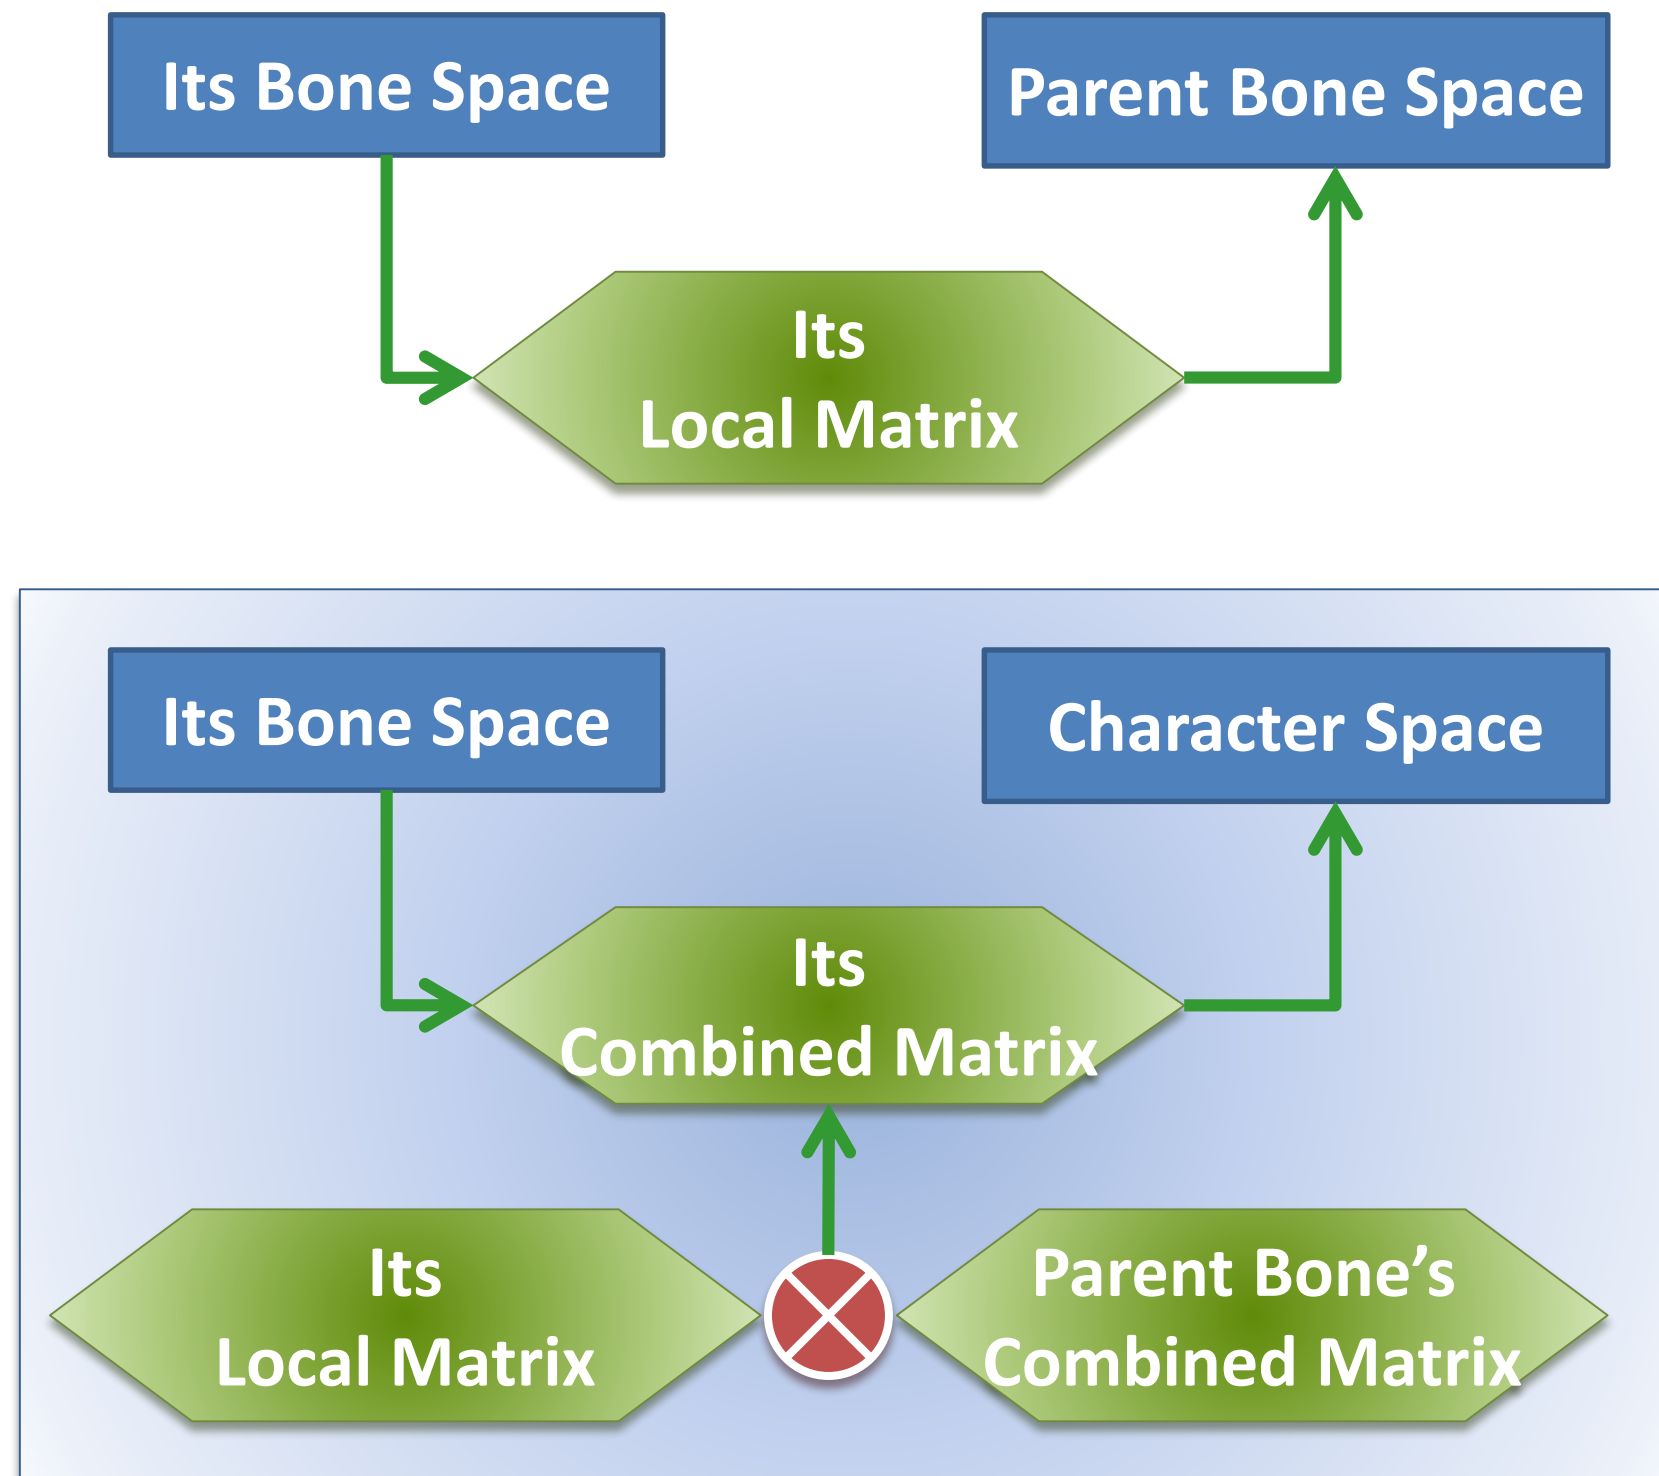 Its Bone Space
Parent Bone Space
Its
Local Matrix
Its Bone Space
Character Space
Its
Combined Matrix
Its
Local Matrix
Parent Bone’s
Combined Matrix